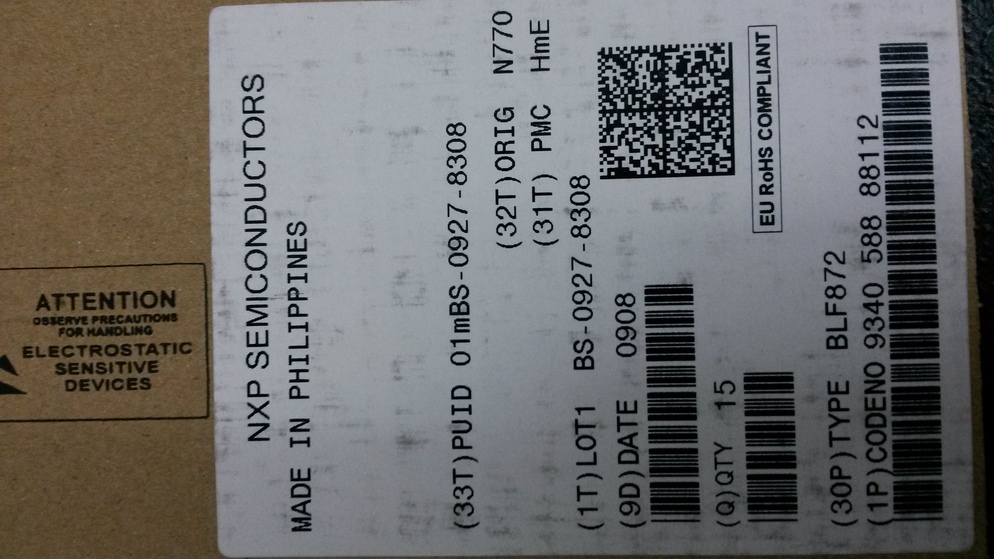 ATTENTION
OBSERVE PRECAUTIONS
FOR HANDLING
ELECTROSTATIC
SENSITIVE
DEVICES
NXP SEMICONDUCTORS
MADE IN PHILIPPINES
(33T)PUID 01mBS-0927-8308
(32T)ORIG N770
(31T) PMC HmE
(1T)LOT1 BS-0927-8308
(9D)DATE 0908
(Q)QTY 15
EU RoHS COMPLIANT
(30P)TYPE BLF872
(1P)CODENO 9340 588 88112